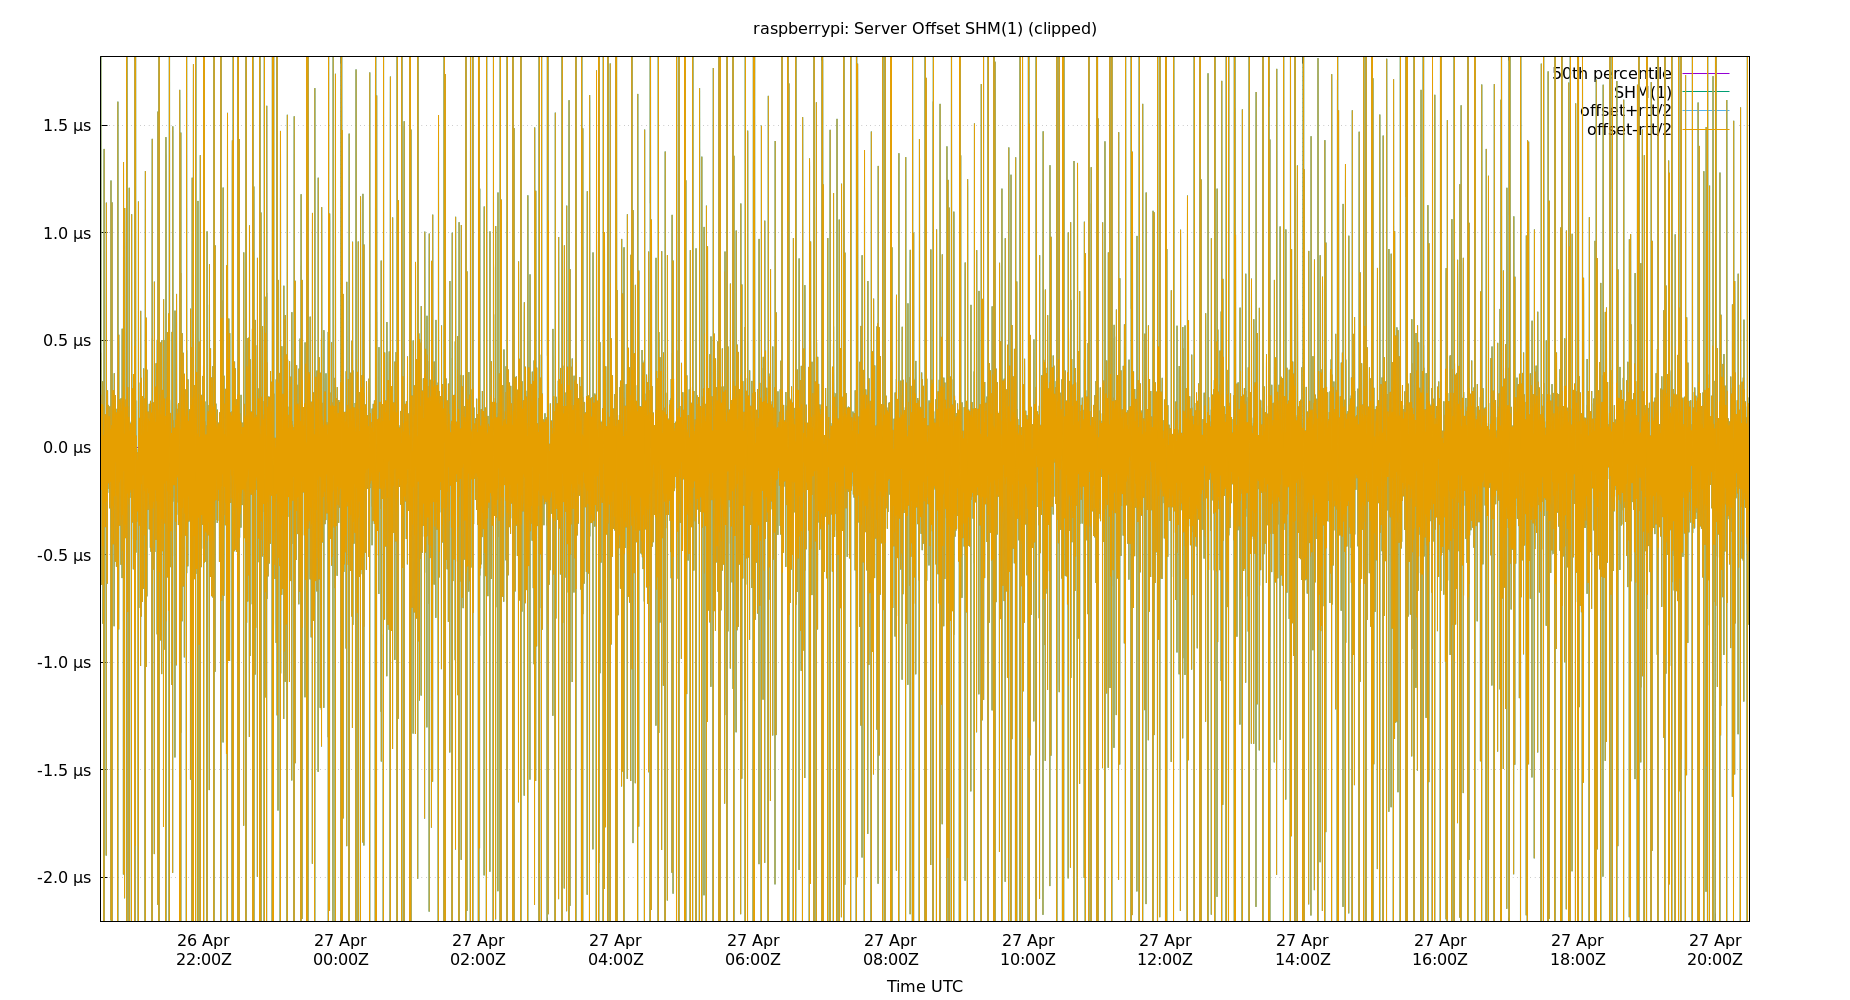 raspberrypi: Server Offset SHM(1) (clipped)
50th percentile
SHM(1)
offset+rtt/2
offset-rtt/2
1.5 µs
1.0 µs
0.5 µs
0.0 µs
-0.5 µs
-1.0 µs
-1.5 µs
-2.0 µs
26 Apr 27 Apr 27 Apr 27 Apr 27 Apr 27 Apr 27 Apr 27 Apr 27 Apr 27 Apr 27 Apr 27 Apr
22:00Z 00:00Z 02:00Z 04:00Z 06:00Z 08:00Z 10:00Z 12:00Z 14:00Z 16:00Z 18:00Z 20:00Z
Time UTC